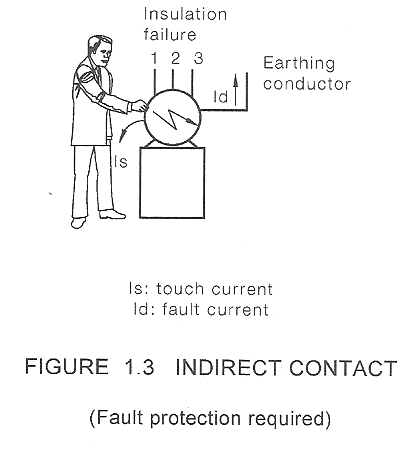 Insulation
failure
1 2 3
Earthing
conductor
Id
Is
Is: touch current
Id: fault current
FIGURE 1.3 INDIRECT CONTACT
(Fault protection required)